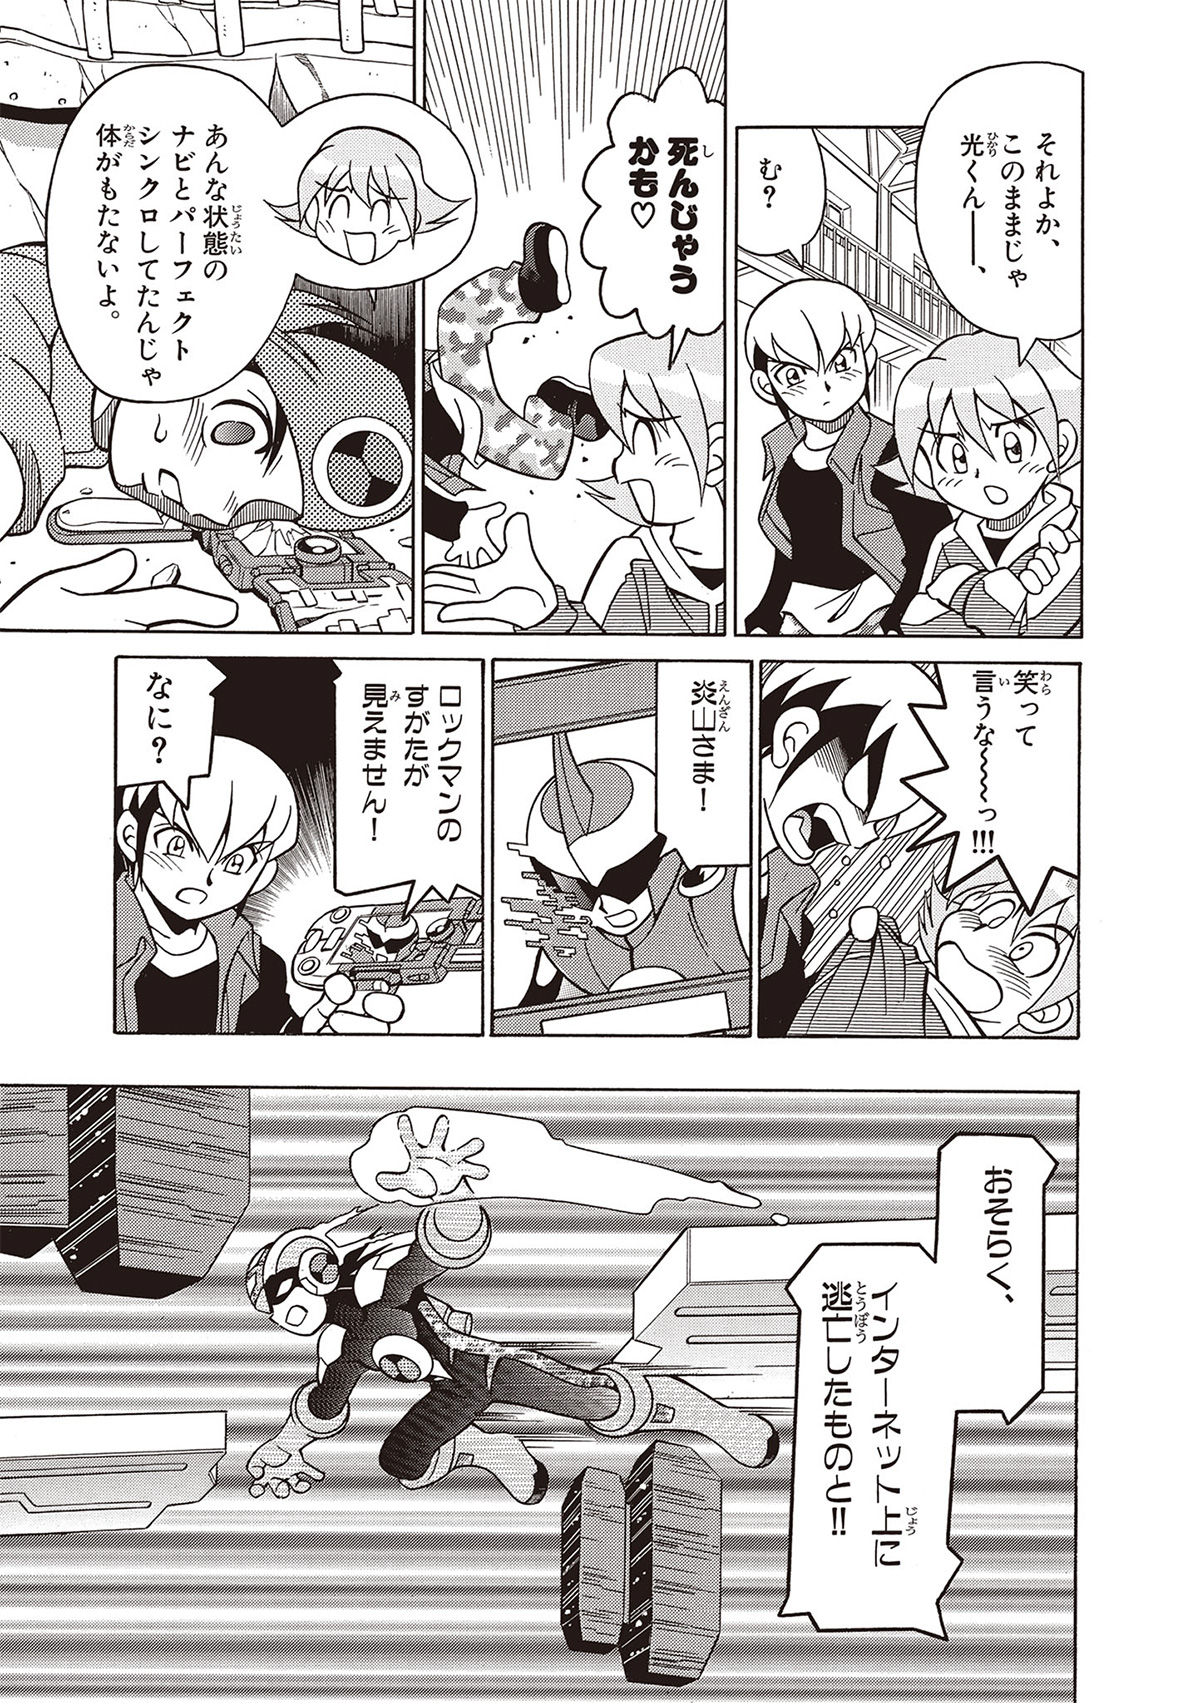 それよか、
このままじゃ
光くん――、
む？
死んじゃう
かも♡
あんな状態の
ナビとパーフェクト
シンクロしてたんじゃ
体がもたないよ。
笑って
言うな～～～っ!!!
炎山さま！
ロックマンの
すがたが
見えません！
なに？
おそらく、
インターネット上に
逃亡したものと!!